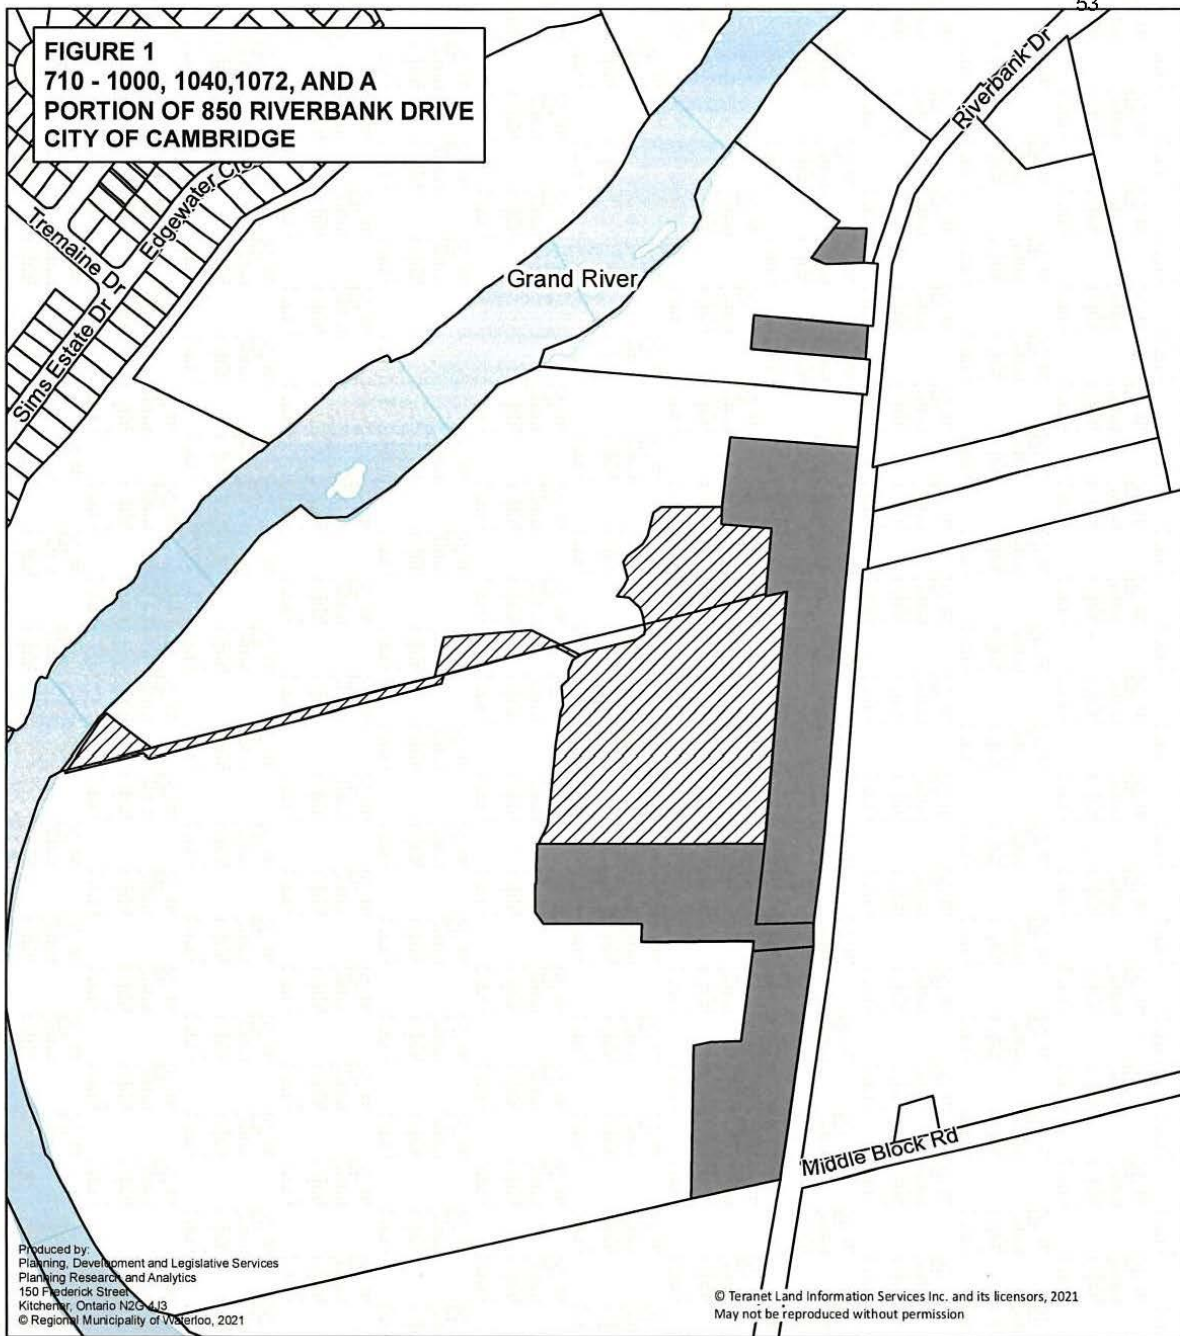 53
FIGURE 1
710 - 1000, 1040,1072, AND A
PORTION OF 850 RIVERBANK DRIVE
CITY OF CAMBRIDGE
Riverbank Dr
Edgewater
Tremaine Dr
Sims Estate Dr
Grand River
Middle Block Rd
Produced by:
Planning, Development and Legislative Services
Planning Research and Analytics
150 Frederick Street
Kitchener, Ontario N2G 4J3
© Regional Municipality of Waterloo, 2021
© Teranet Land Information Services Inc. and its licensors, 2021
May not be reproduced without permission